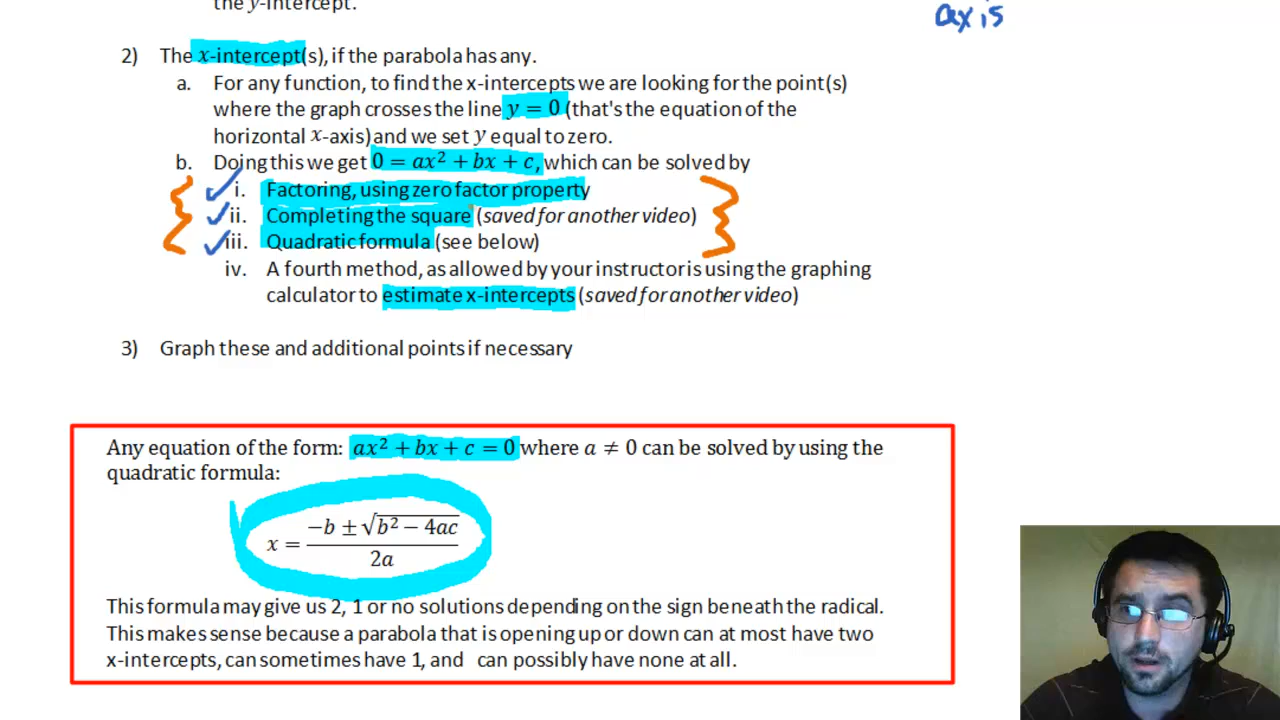 the y-intercept.
axis
2) The x-intercept(s), if the parabola has any.
a. For any function, to find the x-intercepts we are looking for the point(s)
where the graph crosses the line y = 0 (that's the equation of the
horizontal x-axis) and we set y equal to zero.
b. Doing this we get 0 = ax² + bx + c, which can be solved by
i. Factoring, using zero factor property
ii. Completing the square (saved for another video)
iii. Quadratic formula (see below)
iv. A fourth method, as allowed by your instructor is using the graphing
calculator to estimate x-intercepts (saved for another video)
3) Graph these and additional points if necessary
Any equation of the form: ax² + bx + c = 0 where a ≠ 0 can be solved by using the
quadratic formula:
x = (−b ± √(b² − 4ac)) / 2a
This formula may give us 2, 1 or no solutions depending on the sign beneath the radical.
This makes sense because a parabola that is opening up or down can at most have two
x-intercepts, can sometimes have 1, and can possibly have none at all.